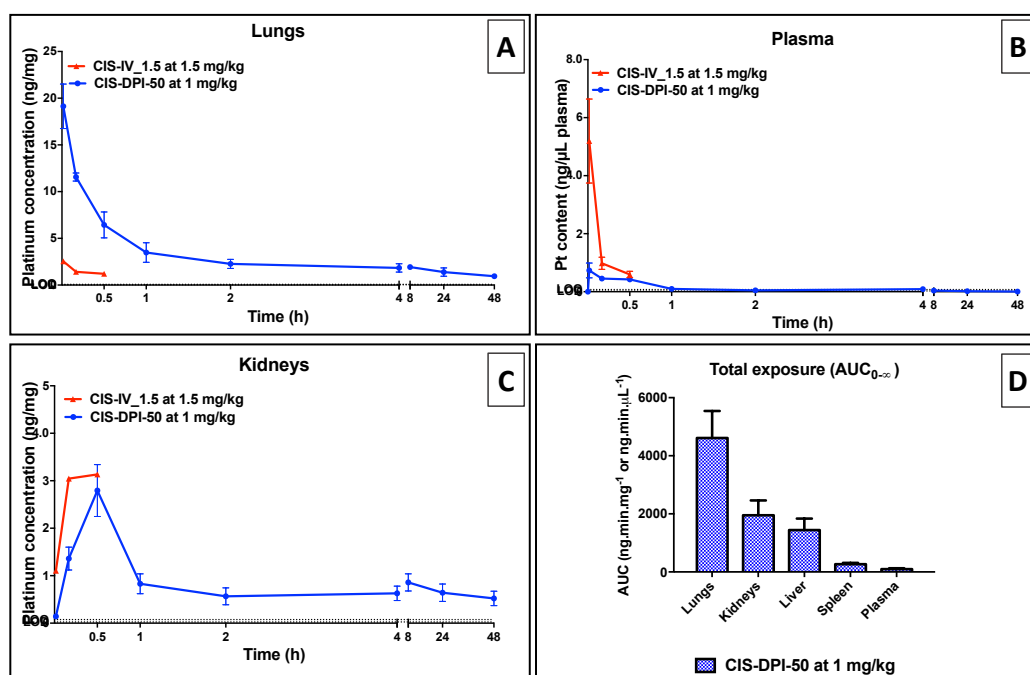 Lungs
A
CIS-IV_1.5 at 1.5 mg/kg
CIS-DPI-50 at 1 mg/kg
Platinum concentration (ng/mg)
25
20
15
10
5
0
LOQ
0.5 1 2 4 8 24 48
Time (h)
Plasma
B
CIS-IV_1.5 at 1.5 mg/kg
CIS-DPI-50 at 1 mg/kg
Pt content (ng/µL plasma)
8.0
6
4
2
0
0.5 1 2 4 8 24 48
Time (h)
Kidneys
C
CIS-IV_1.5 at 1.5 mg/kg
CIS-DPI-50 at 1 mg/kg
Platinum concentration (ng/mg)
5
4.0
3
2
1
0
0.5 1 2 4 8 24 48
Time (h)
Total exposure (AUC0-∞)
D
AUC (ng.min.mg-1 or ng.min.µL-1)
6000
4000
2000
0
Lungs
Kidneys
Liver
Spleen
Plasma
CIS-DPI-50 at 1 mg/kg